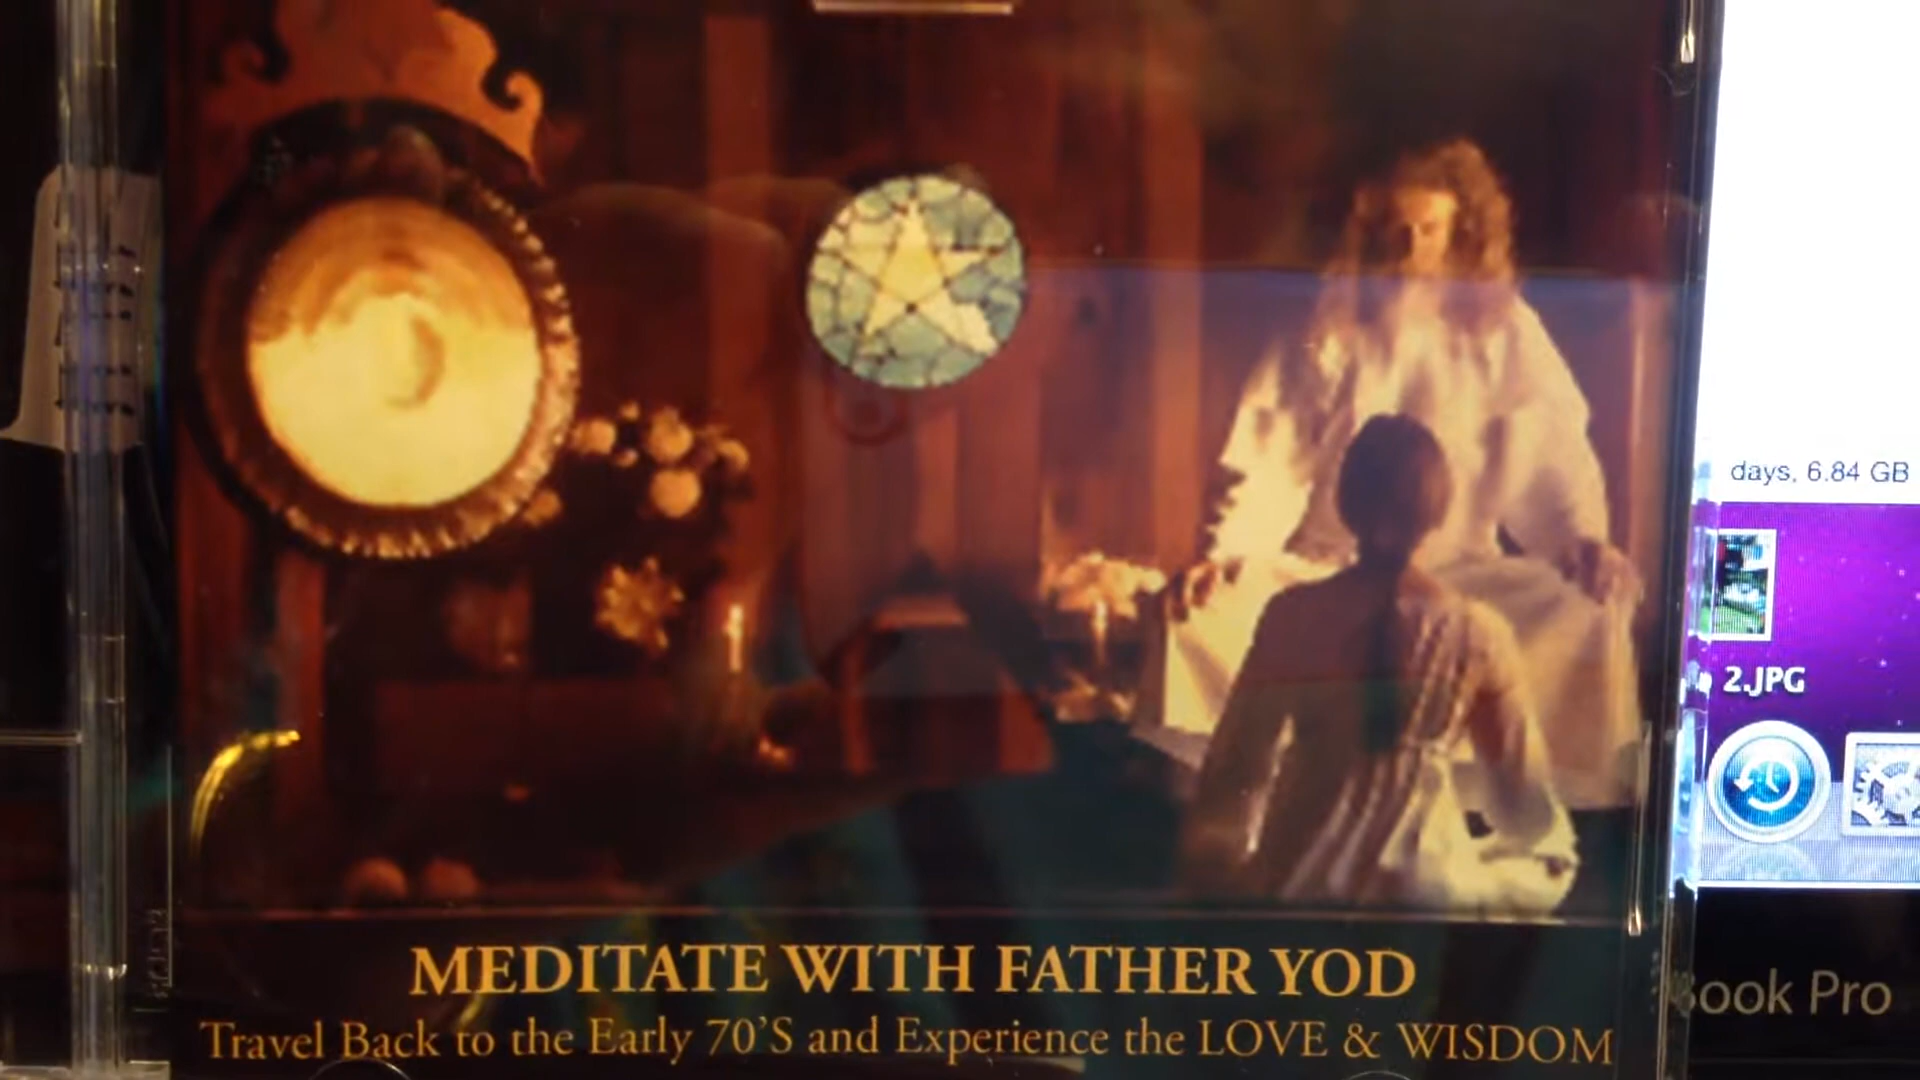 days, 6.84 GB
2.JPG
Book Pro
MEDITATE WITH FATHER YOD
Travel Back to the Early 70'S and Experience the LOVE & WISDOM